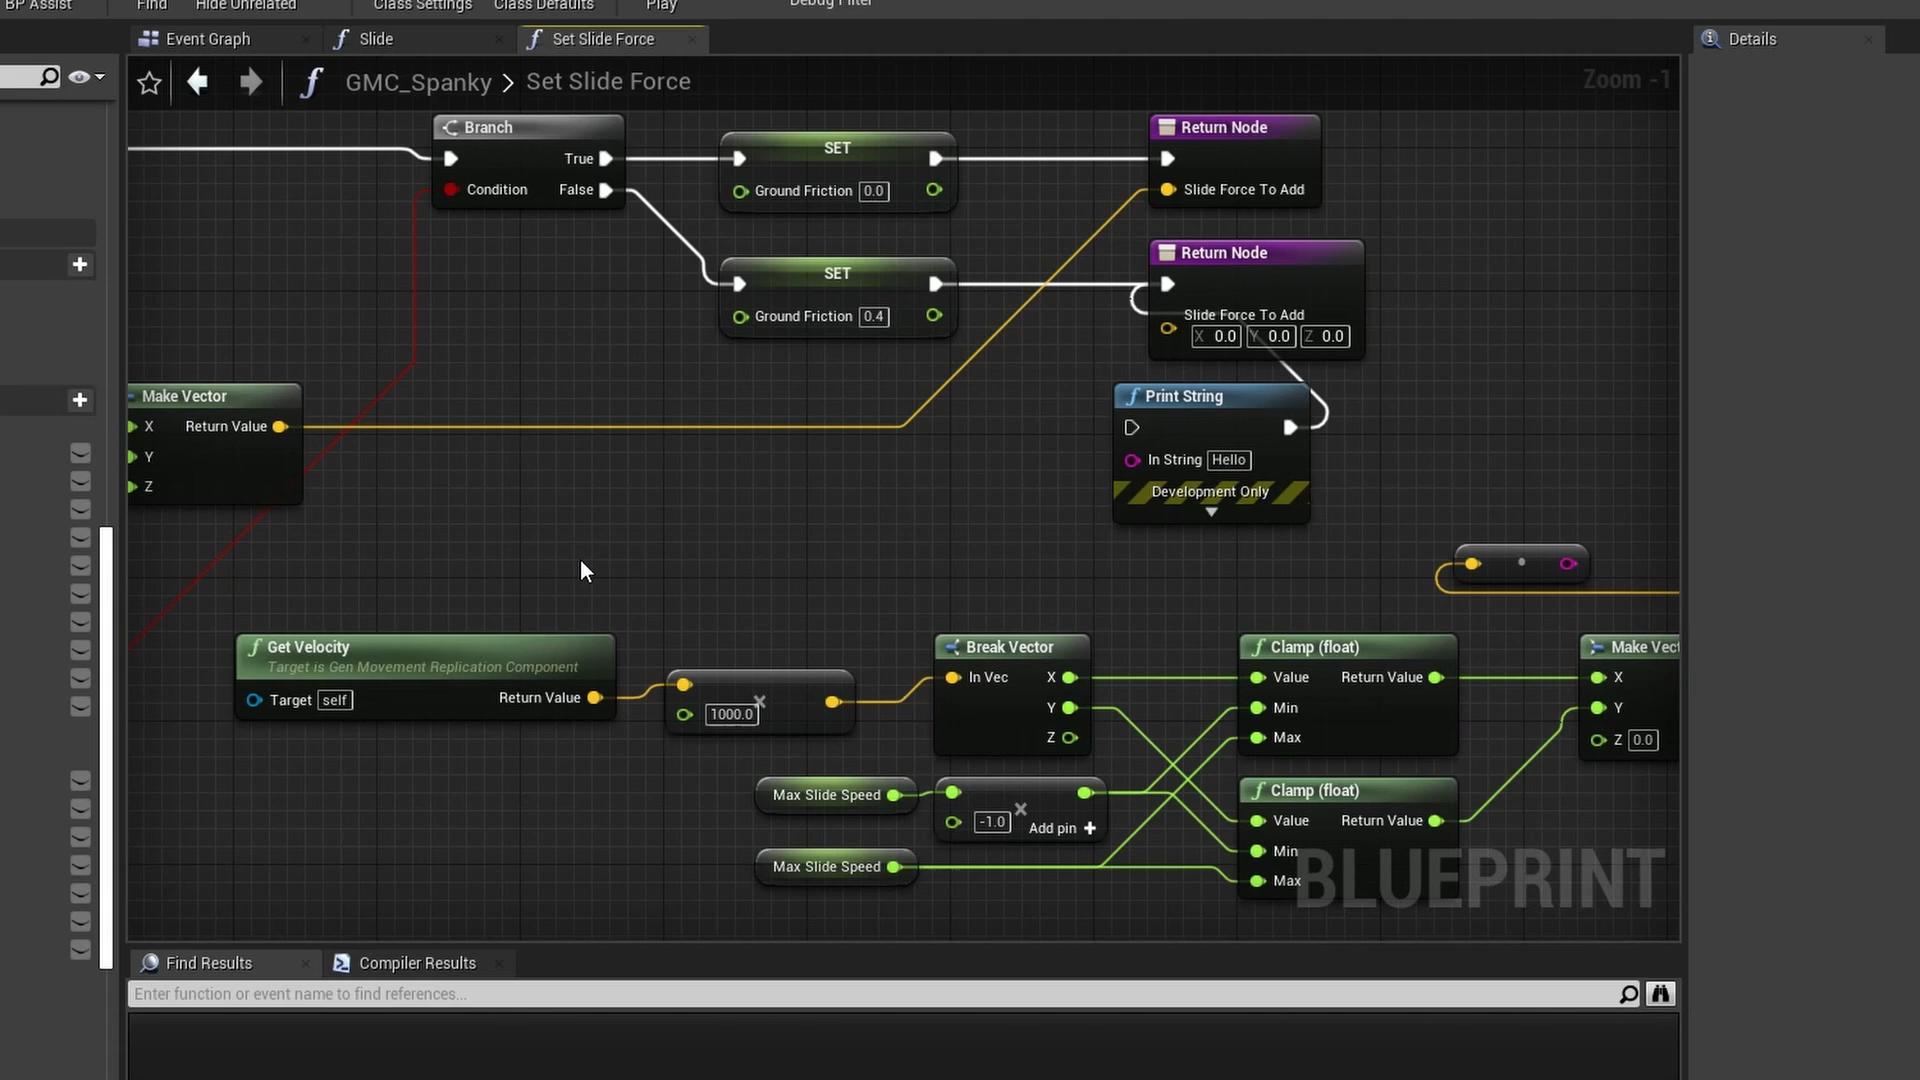 BP Assist
Find
Hide Unrelated
Class Settings
Class Defaults
Play
Debug Filter
Event Graph
Slide
Set Slide Force
Details
GMC_Spanky > Set Slide Force
Zoom -1
Branch
True
Condition False
SET
Ground Friction 0.0
Return Node
Slide Force To Add
SET
Ground Friction 0.4
Return Node
Slide Force To Add
X 0.0 Y 0.0 Z 0.0
Make Vector
X Return Value
Y
Z
Print String
In String Hello
Development Only
Get Velocity
Target is Gen Movement Replication Component
Target self Return Value
1000.0
Break Vector
In Vec X
Y
Z
Clamp (float)
Value Return Value
Min
Max
Make Vect
X
Y
Z 0.0
Max Slide Speed
-1.0
Add pin
Max Slide Speed
Clamp (float)
Value Return Value
Min
Max
BLUEPRINT
Find Results
Compiler Results
Enter function or event name to find references...